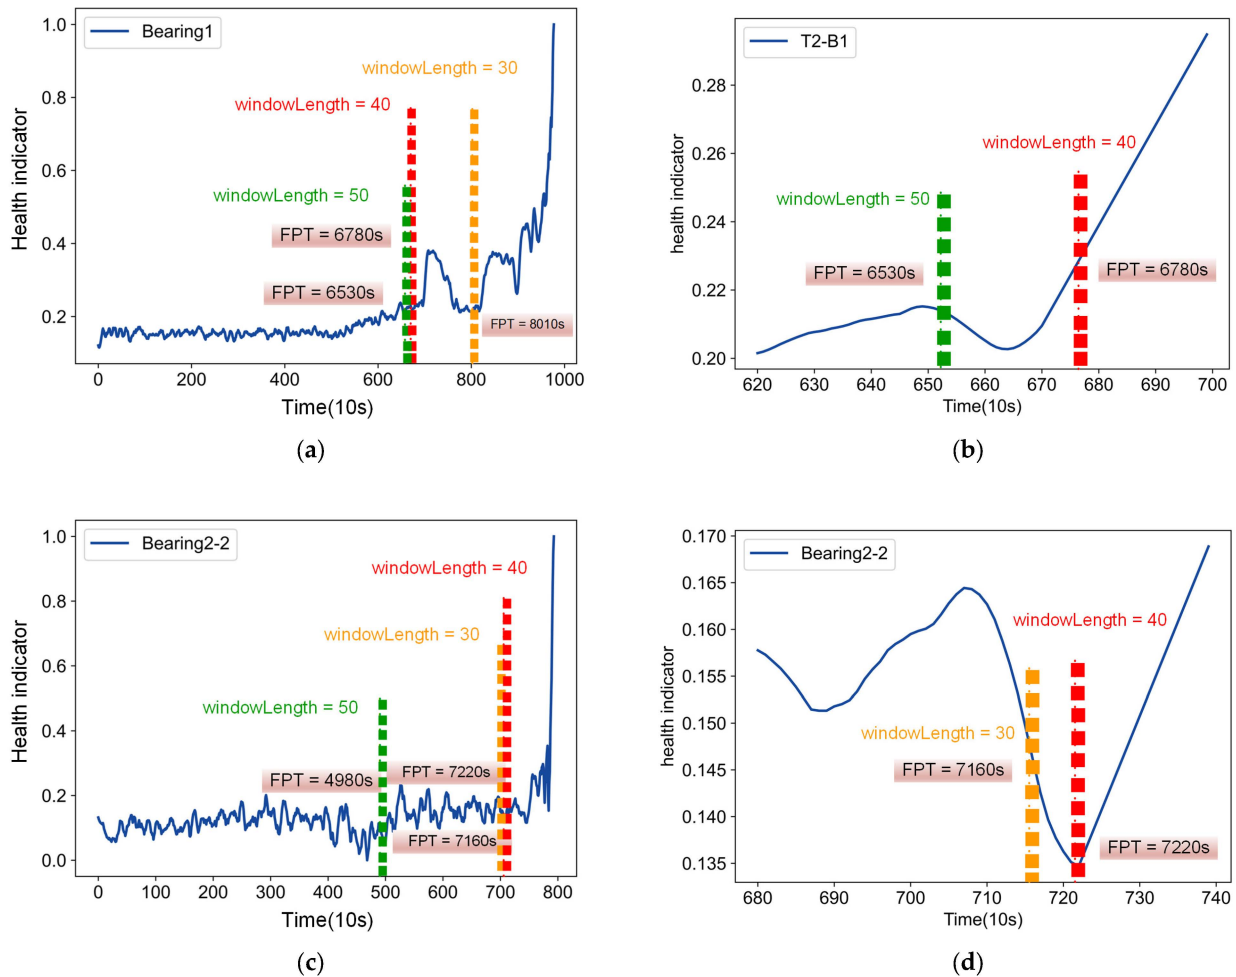 Bearing1
windowLength = 30
windowLength = 40
windowLength = 50
FPT = 6780s
FPT = 6530s
FPT = 8010s
1.0
0.8
0.6
0.4
0.2
Health indicator
0 200 400 600 800 1000
Time(10s)
(a)
T2-B1
windowLength = 40
windowLength = 50
FPT = 6530s
FPT = 6780s
0.28
0.26
0.24
0.22
0.20
health indicator
620 630 640 650 660 670 680 690 700
Time(10s)
(b)
Bearing2-2
windowLength = 40
windowLength = 30
windowLength = 50
FPT = 4980s
FPT = 7220s
FPT = 7160s
1.0
0.8
0.6
0.4
0.2
0.0
Health indicator
0 100 200 300 400 500 600 700 800
Time(10s)
(c)
Bearing2-2
windowLength = 40
windowLength = 30
FPT = 7160s
FPT = 7220s
0.170
0.165
0.160
0.155
0.150
0.145
0.140
0.135
health indicator
680 690 700 710 720 730 740
Time(10s)
(d)